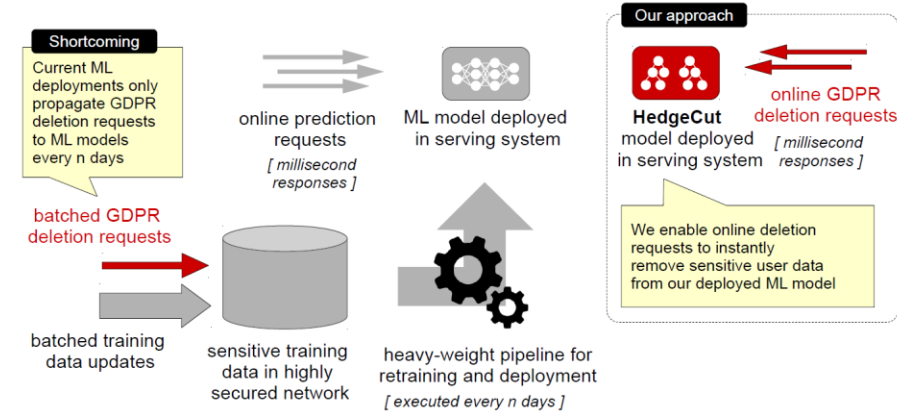 Shortcoming
Current ML
deployments only
propagate GDPR
deletion requests
to ML models
every n days
batched GDPR
deletion requests
batched training
data updates
online prediction
requests
[ millisecond
responses ]
sensitive training
data in highly
secured network
ML model deployed
in serving system
heavy-weight pipeline for
retraining and deployment
[ executed every n days ]
Our approach
HedgeCut
model deployed
in serving system
online GDPR
deletion requests
[ millisecond
responses ]
We enable online deletion
requests to instantly
remove sensitive user data
from our deployed ML model